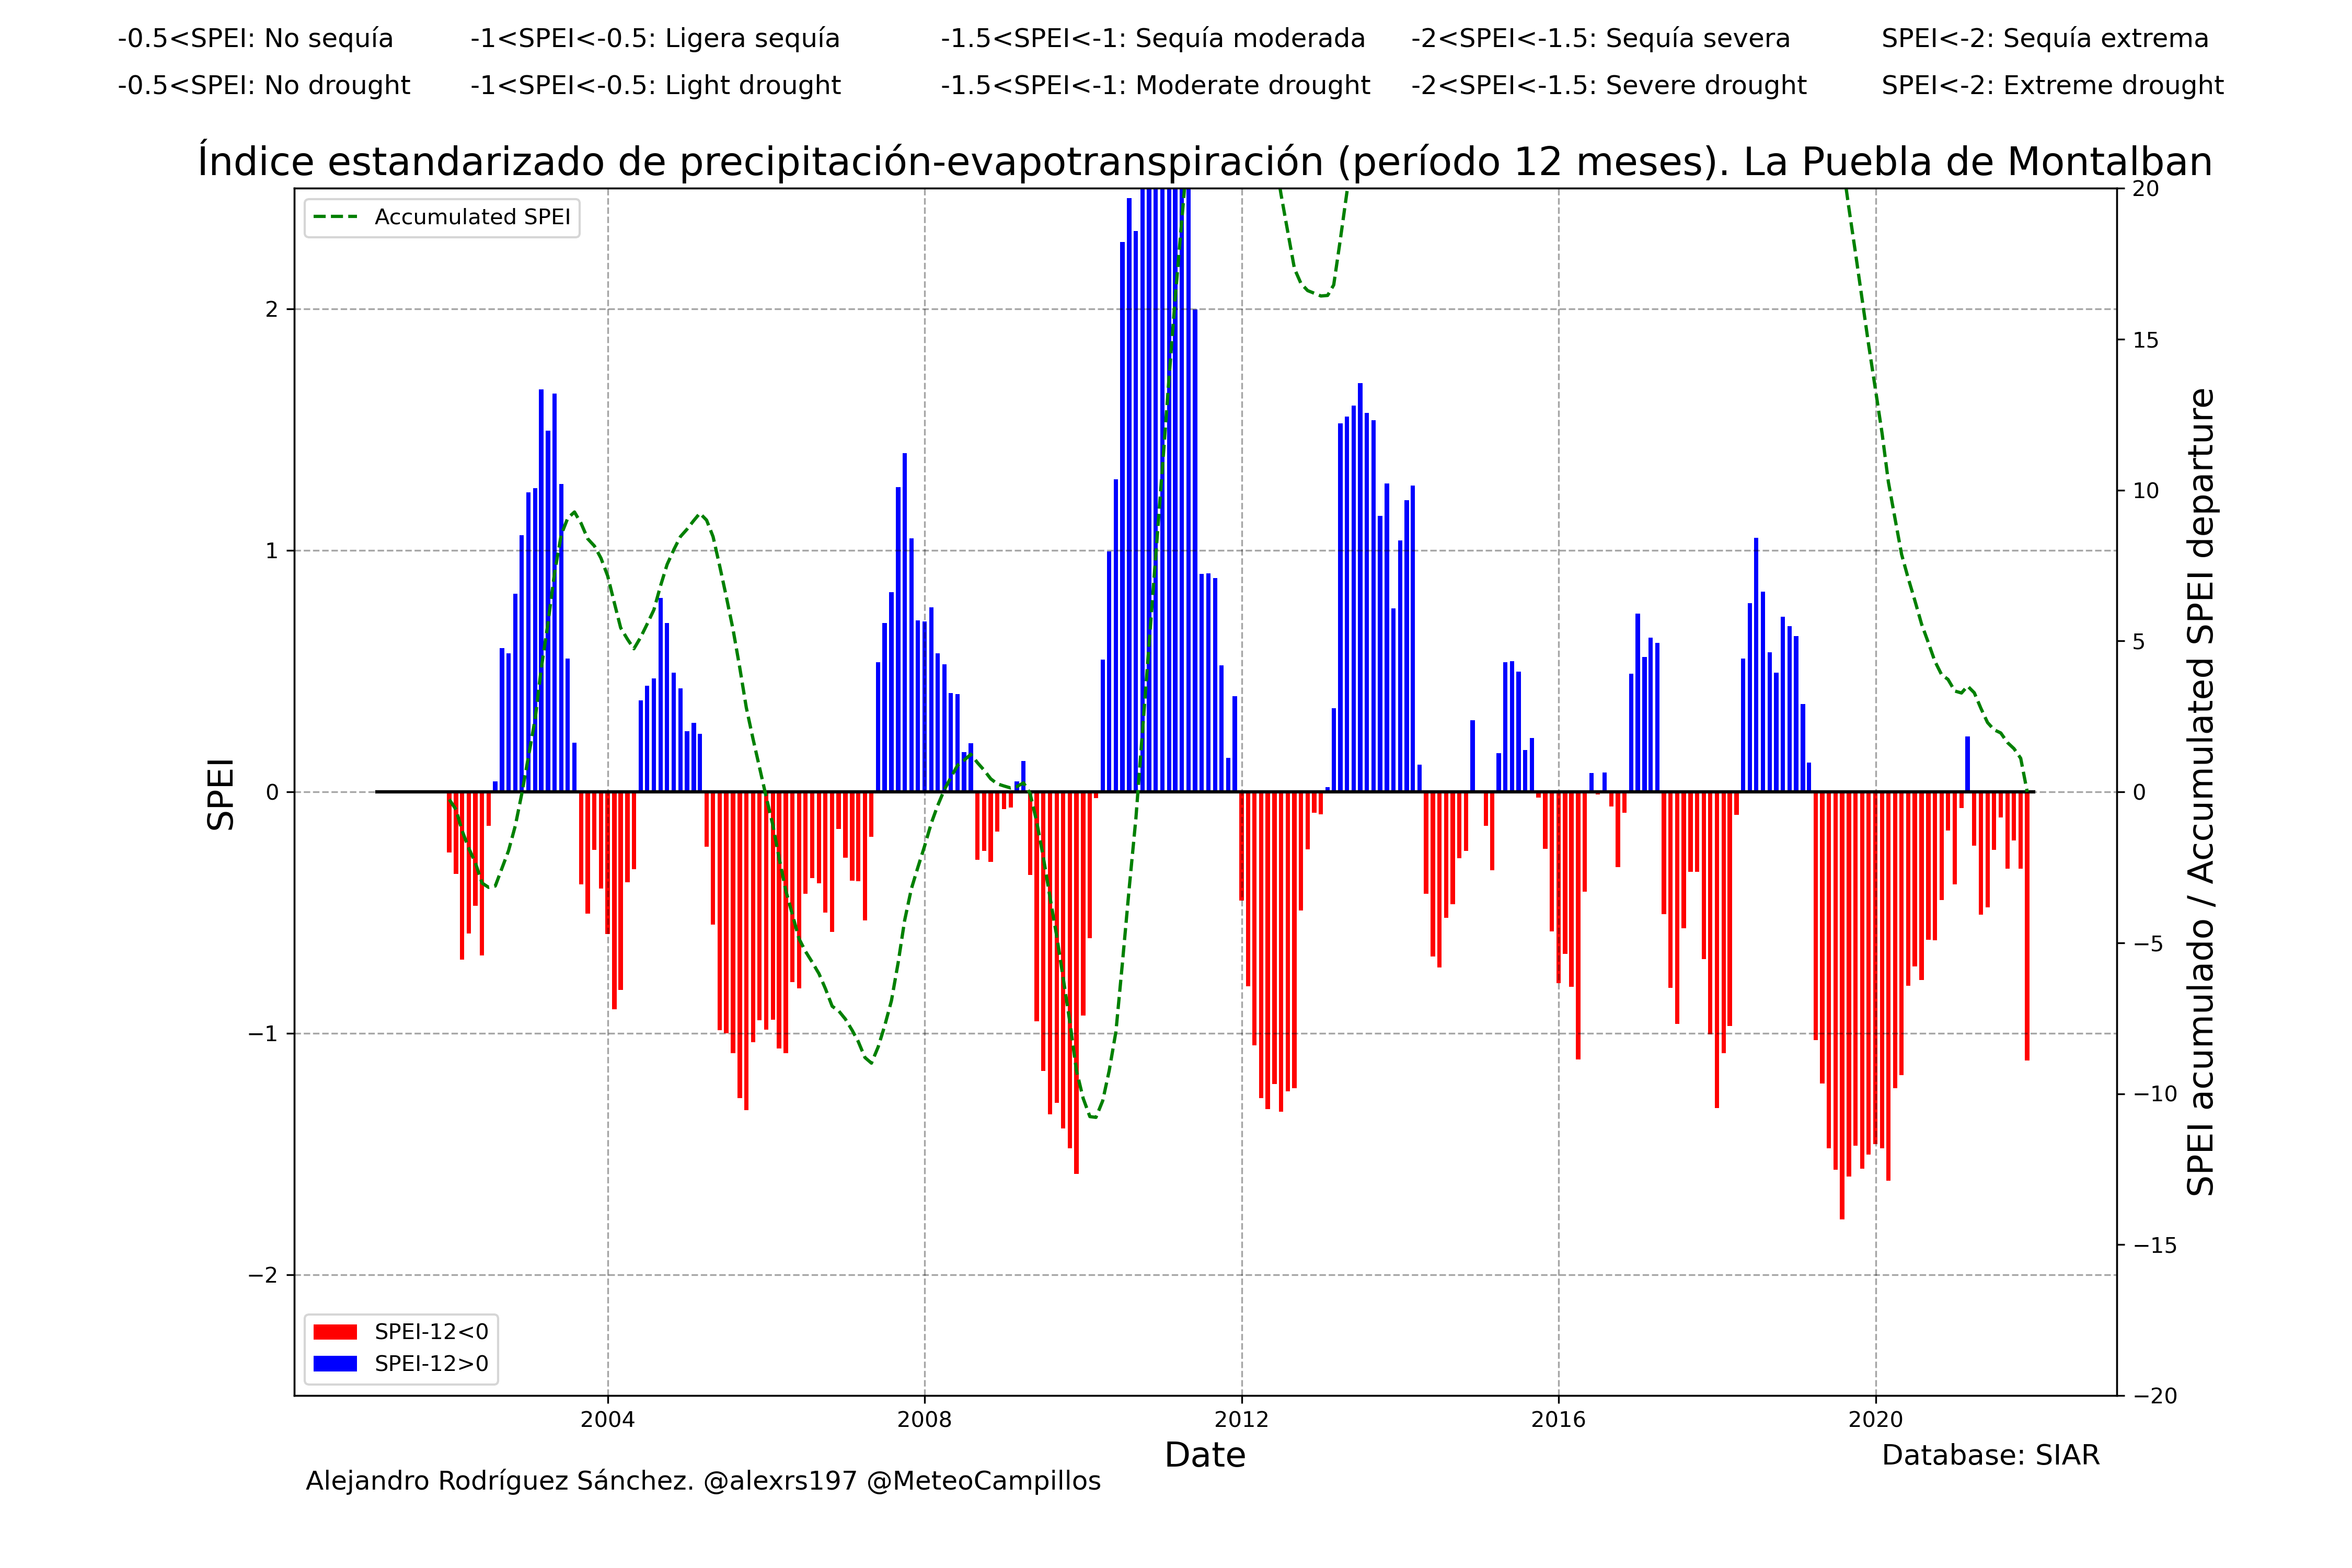 -0.5<SPEI: No sequía -1<SPEI<-0.5: Ligera sequía -1.5<SPEI<-1: Sequía moderada -2<SPEI<-1.5: Sequía severa SPEI<-2: Sequía extrema
-0.5<SPEI: No drought -1<SPEI<-0.5: Light drought -1.5<SPEI<-1: Moderate drought -2<SPEI<-1.5: Severe drought SPEI<-2: Extreme drought
Índice estandarizado de precipitación-evapotranspiración (período 12 meses). La Puebla de Montalban
Accumulated SPEI
SPEI
2
1
0
−1
−2
20
15
10
5
0
−5
−10
−15
−20
SPEI acumulado / Accumulated SPEI departure
SPEI-12<0
SPEI-12>0
2004 2008 2012 2016 2020
Date
Database: SIAR
Alejandro Rodríguez Sánchez. @alexrs197 @MeteoCampillos